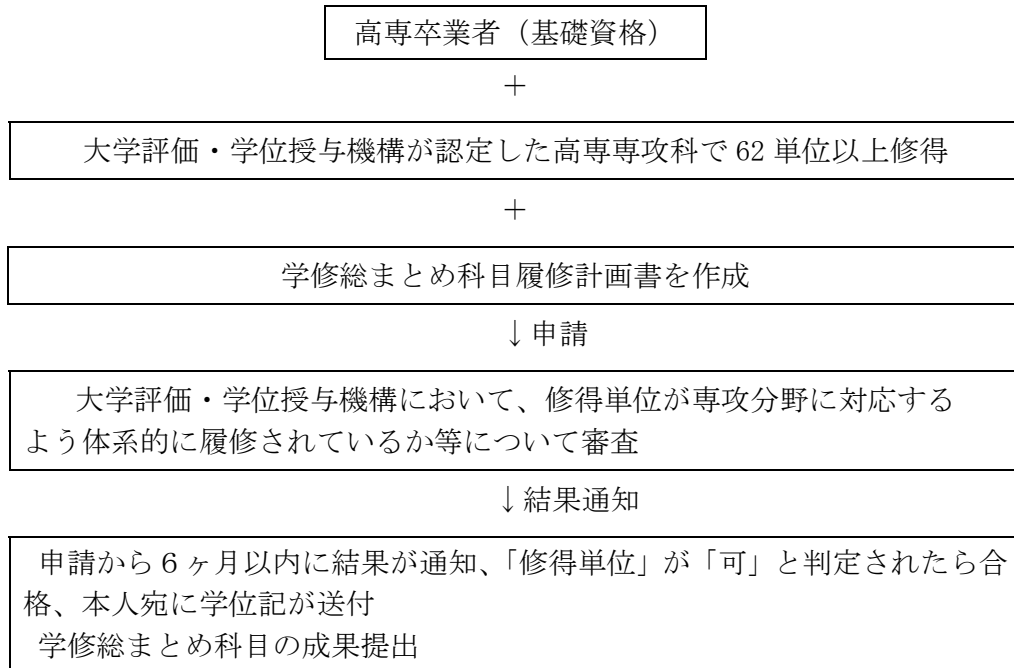 高専卒業者（基礎資格）
＋
大学評価・学位授与機構が認定した高専専攻科で 62 単位以上修得
＋
学修総まとめ科目履修計画書を作成
↓申請
大学評価・学位授与機構において、修得単位が専攻分野に対応する
よう体系的に履修されているか等について審査
↓結果通知
申請から６ヶ月以内に結果が通知、「修得単位」が「可」と判定されたら合
格、本人宛に学位記が送付
学修総まとめ科目の成果提出